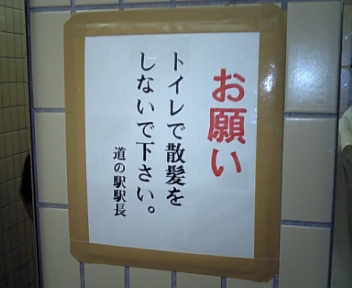 お願い
トイレで散髪を
しないで下さい。
道の駅駅長